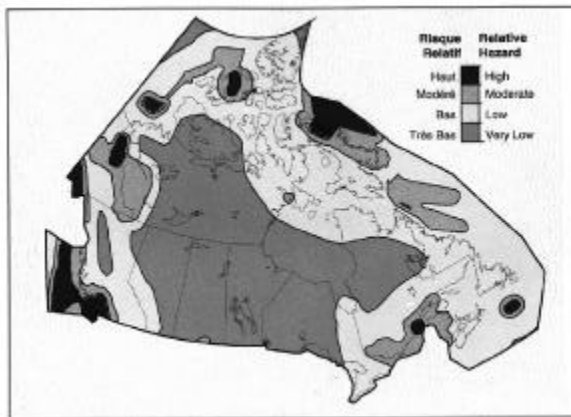 Risque Relative
Relatif Hazard
Haut High
Modéré Moderate
Bas Low
Très Bas Very Low